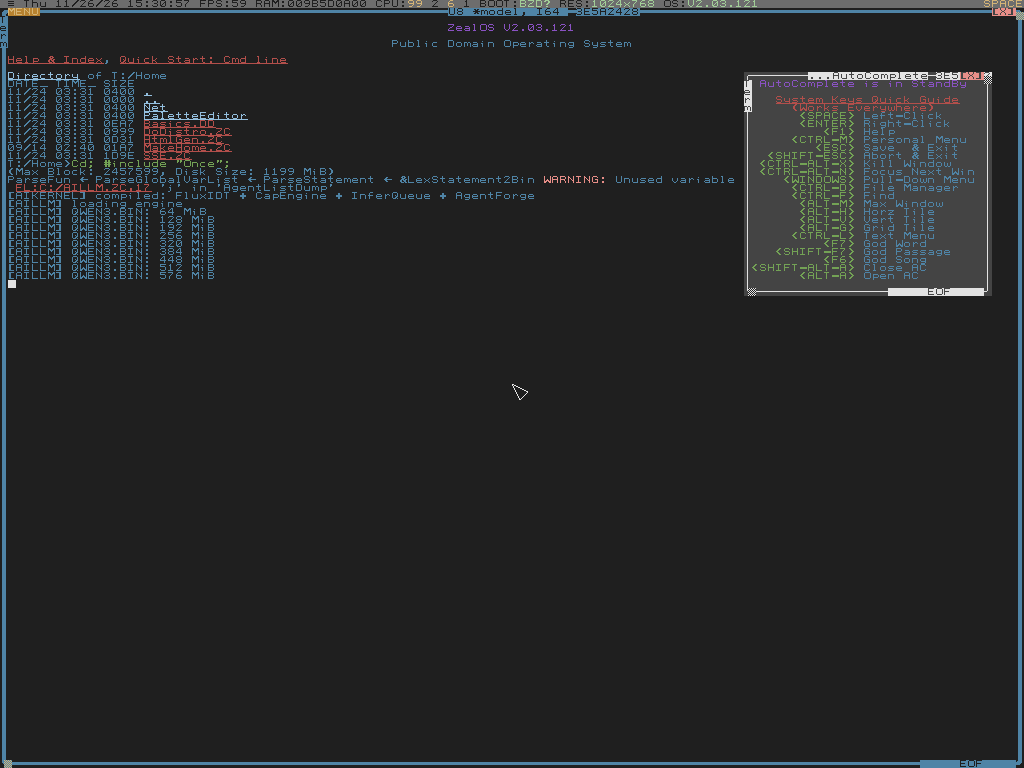 ≡ Thu 11/26/26 15:30:57 FPS:59 RAM:009B5D0A00 CPU:99 2 6 1 BOOT:BZD? RES:1024x768 OS:V2.03.121 SPACE
MENU U8 *model, I64 8E5A2428 [X]
Term
ZealOS V2.03.121
Public Domain Operating System
Help & Index, Quick Start: Cmd line
Directory of T:/Home
DATE_ TIME_ SIZE
11/24 03:31 0400 .
11/24 03:31 0000 ..
11/24 03:31 0400 Net
11/24 03:31 0400 PaletteEditor
11/24 03:31 0EA7 Basics.DD
11/24 03:31 0999 DoDistro.ZC
11/24 03:31 0D31 HtmlGen.ZC
09/14 02:40 01A7 MakeHome.ZC
11/24 03:31 1D9E SSE.ZC
T:/Home>Cd; #include "Once";
(Max Block: 2457599, Disk Size: 1199 MiB)
ParseFun ← ParseGlobalVarList ← ParseStatement ← &LexStatement2Bin WARNING: Unused variable
FL:C:/AILLM.ZC,17 'j' in 'AgentListDump'
[AIKERNEL] compiled: FluxIDT + CapEngine + InferQueue + AgentForge
[AILLM] loading engine
[AILLM] QWEN3.BIN: 64 MiB
[AILLM] QWEN3.BIN: 128 MiB
[AILLM] QWEN3.BIN: 192 MiB
[AILLM] QWEN3.BIN: 256 MiB
[AILLM] QWEN3.BIN: 320 MiB
[AILLM] QWEN3.BIN: 384 MiB
[AILLM] QWEN3.BIN: 448 MiB
[AILLM] QWEN3.BIN: 512 MiB
[AILLM] QWEN3.BIN: 576 MiB
...AutoComplete 8E5[X]
Term
AutoComplete is in StandBy
System Keys Quick Guide
(Works Everywhere)
<SPACE> Left-Click
<ENTER> Right-Click
<F1> Help
<CTRL-M> Personal Menu
<ESC> Save & Exit
<SHIFT-ESC> Abort & Exit
<CTRL-ALT-X> Kill Window
<CTRL-ALT-N> Focus Next Win
<WINDOWS> Pull-Down Menu
<CTRL-D> File Manager
<CTRL-F> Find
<ALT-M> Max Window
<ALT-H> Horz Tile
<ALT-V> Vert Tile
<ALT-G> Grid Tile
<CTRL-L> Text Menu
<F7> God Word
<SHIFT-F7> God Passage
<F6> God Song
<SHIFT-ALT-A> Close AC
<ALT-A> Open AC
EOF
EOF